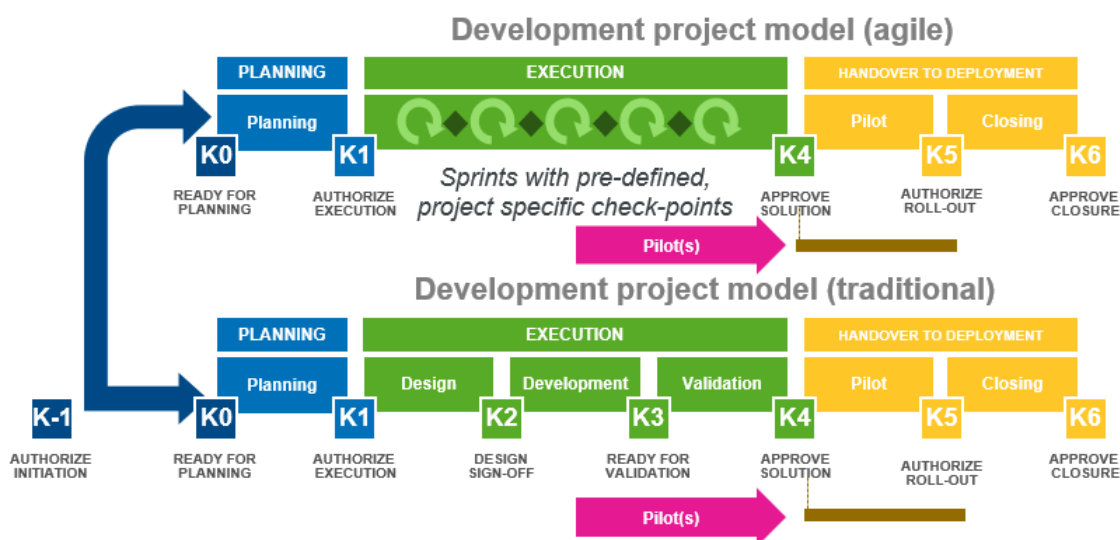 Development project model (agile)
PLANNING
EXECUTION
HANDOVER TO DEPLOYMENT
Planning
Pilot
Closing
K0
K1
K4
K5
K6
READY FOR
PLANNING
AUTHORIZE
EXECUTION
Sprints with pre-defined,
project specific check-points
APPROVE
SOLUTION
AUTHORIZE
ROLL-OUT
APPROVE
CLOSURE
Pilot(s)
Development project model (traditional)
PLANNING
EXECUTION
HANDOVER TO DEPLOYMENT
Planning
Design
Development
Validation
Pilot
Closing
K-1
K0
K1
K2
K3
K4
K5
K6
AUTHORIZE
INITIATION
READY FOR
PLANNING
AUTHORIZE
EXECUTION
DESIGN
SIGN-OFF
READY FOR
VALIDATION
APPROVE
SOLUTION
AUTHORIZE
ROLL-OUT
APPROVE
CLOSURE
Pilot(s)